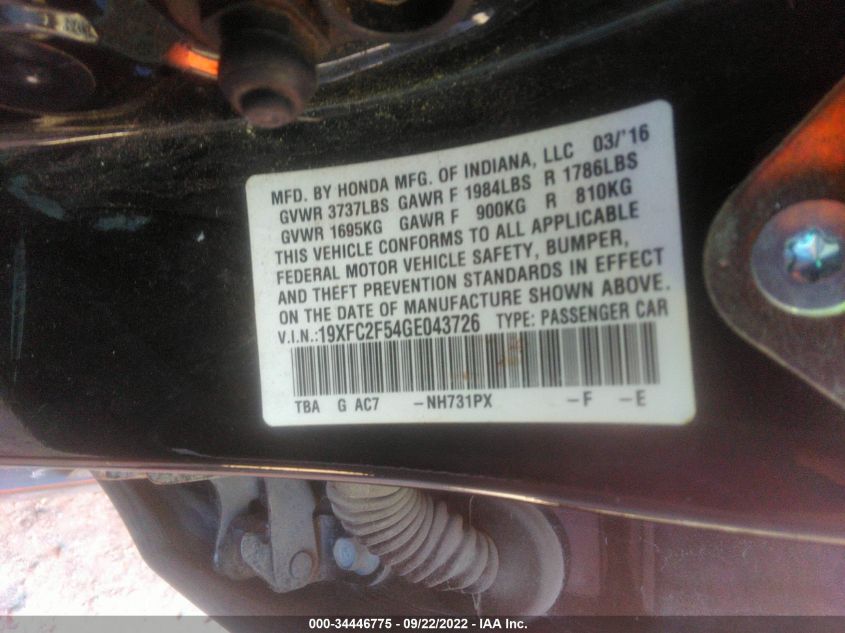 MFD. BY HONDA MFG. OF INDIANA, LLC 03/'16
GVWR 3737LBS GAWR F 1984LBS R 1786LBS
GVWR 1695KG GAWR F 900KG R 810KG
THIS VEHICLE CONFORMS TO ALL APPLICABLE
FEDERAL MOTOR VEHICLE SAFETY, BUMPER,
AND THEFT PREVENTION STANDARDS IN EFFECT
ON THE DATE OF MANUFACTURE SHOWN ABOVE.
V.I.N.:19XFC2F54GE043726 TYPE: PASSENGER CAR
TBA G AC7 -NH731PX -F -E
000-34446775 - 09/22/2022 - IAA Inc.